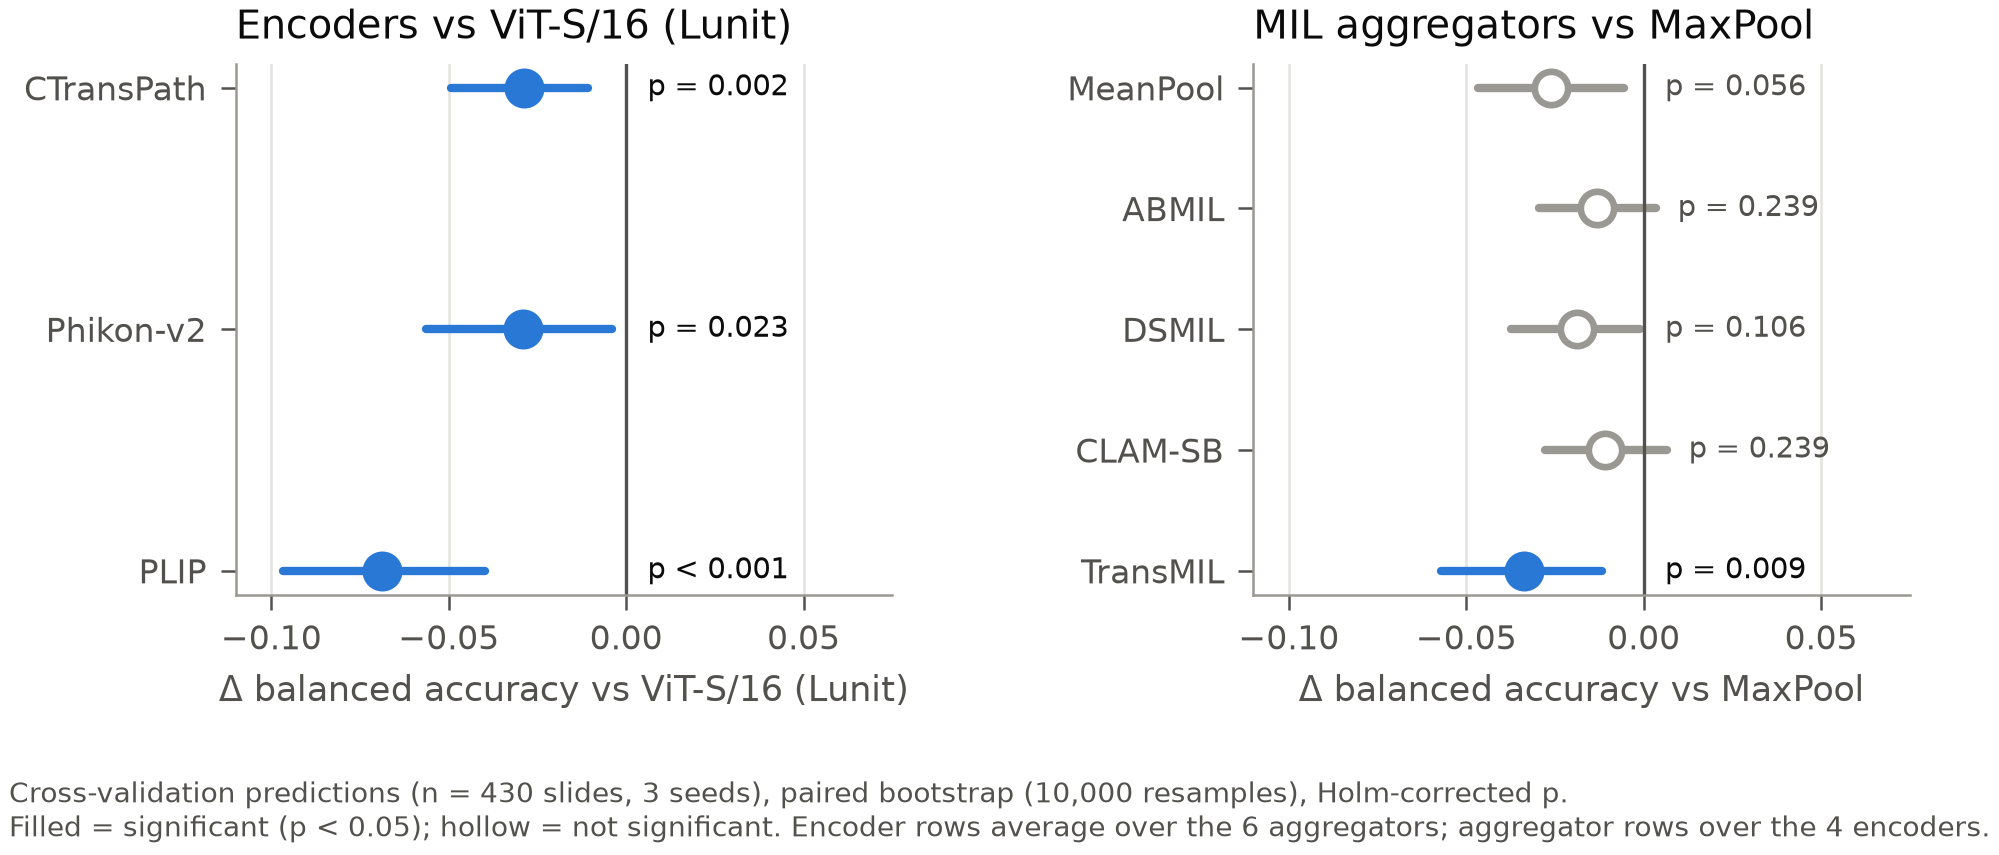 Encoders vs ViT-S/16 (Lunit)
CTransPath
p = 0.002
Phikon-v2
p = 0.023
PLIP
p < 0.001
−0.10
−0.05
0.00
0.05
Δ balanced accuracy vs ViT-S/16 (Lunit)
MIL aggregators vs MaxPool
MeanPool
p = 0.056
ABMIL
p = 0.239
DSMIL
p = 0.106
CLAM-SB
p = 0.239
TransMIL
p = 0.009
−0.10
−0.05
0.00
0.05
Δ balanced accuracy vs MaxPool
Cross-validation predictions (n = 430 slides, 3 seeds), paired bootstrap (10,000 resamples), Holm-corrected p.
Filled = significant (p < 0.05); hollow = not significant. Encoder rows average over the 6 aggregators; aggregator rows over the 4 encoders.